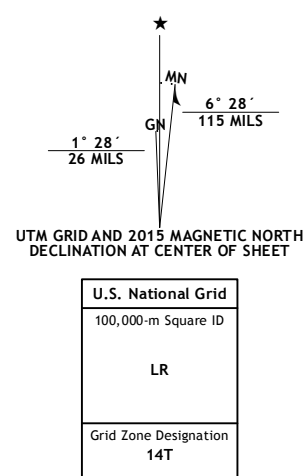 ★
MN
GN
6° 28´
115 MILS
1° 28´
26 MILS
UTM GRID AND 2015 MAGNETIC NORTH
DECLINATION AT CENTER OF SHEET
U.S. National Grid
100,000-m Square ID
LR
Grid Zone Designation
14T